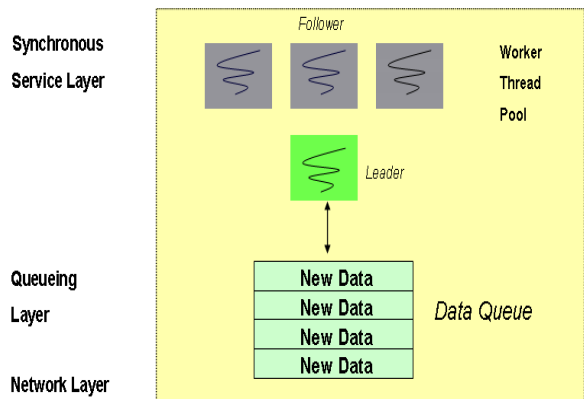 Synchronous
Service Layer
Follower
Worker
Thread
Pool
Leader
Queueing
Layer
New Data
New Data
New Data
New Data
Data Queue
Network Layer